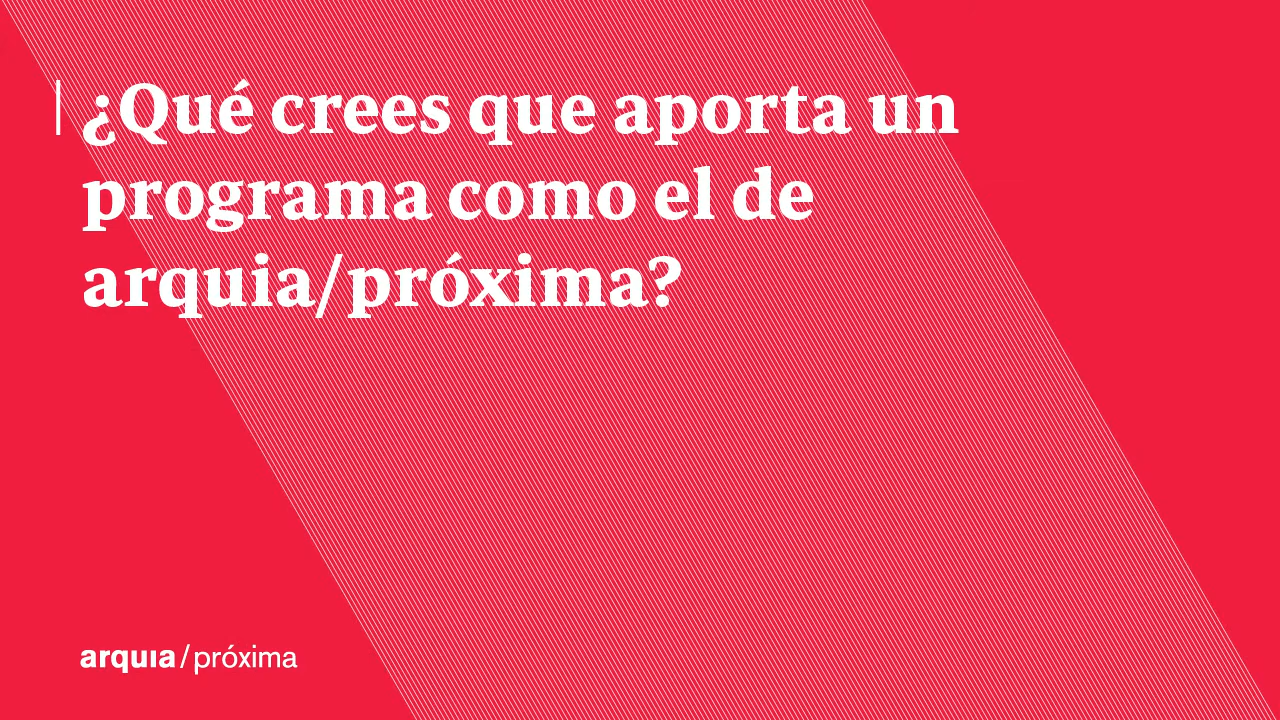 ¿Qué crees que aporta un
programa como el de
arquia/próxima?
arquia/próxima